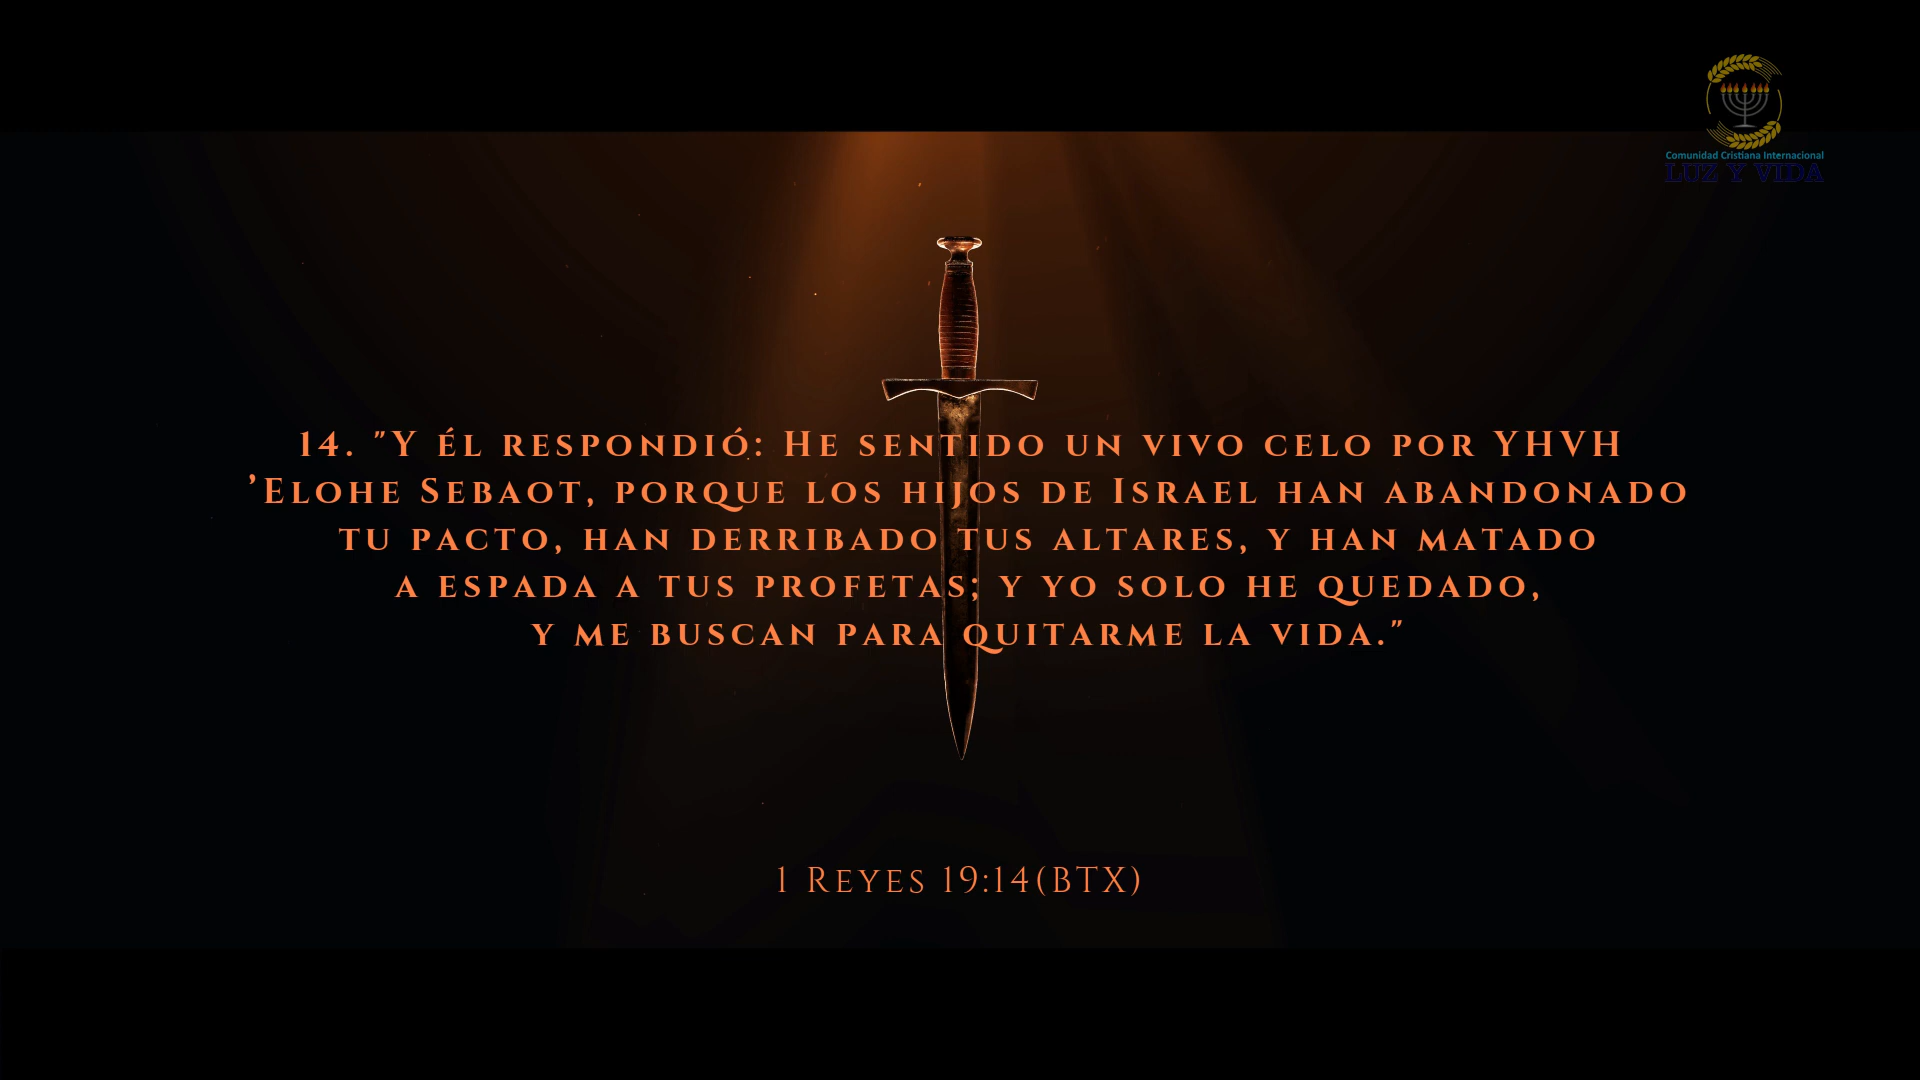 Comunidad Cristiana Internacional
LUZ Y VIDA
14. "Y él respondió: He sentido un vivo celo por YHVH
’Elohe Sebaot, porque los hijos de Israel han abandonado
tu pacto, han derribado tus altares, y han matado
a espada a tus profetas; y yo solo he quedado,
y me buscan para quitarme la vida."
1 Reyes 19:14(BTX)